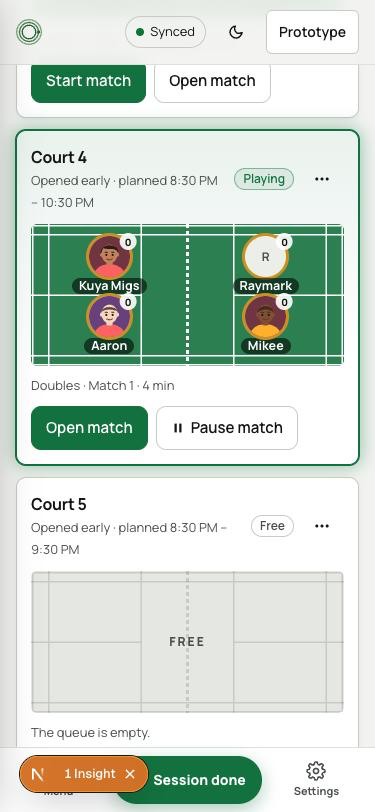 Synced
Prototype
Start match
Open match
Court 4
Opened early · planned 8:30 PM
– 10:30 PM
Playing
0
0
R
Kuya Migs
Raymark
0
0
Aaron
Mikee
Doubles · Match 1 · 4 min
Open match
Pause match
Court 5
Opened early · planned 8:30 PM –
9:30 PM
Free
FREE
The queue is empty.
N
1 Insight
Session done
Settings